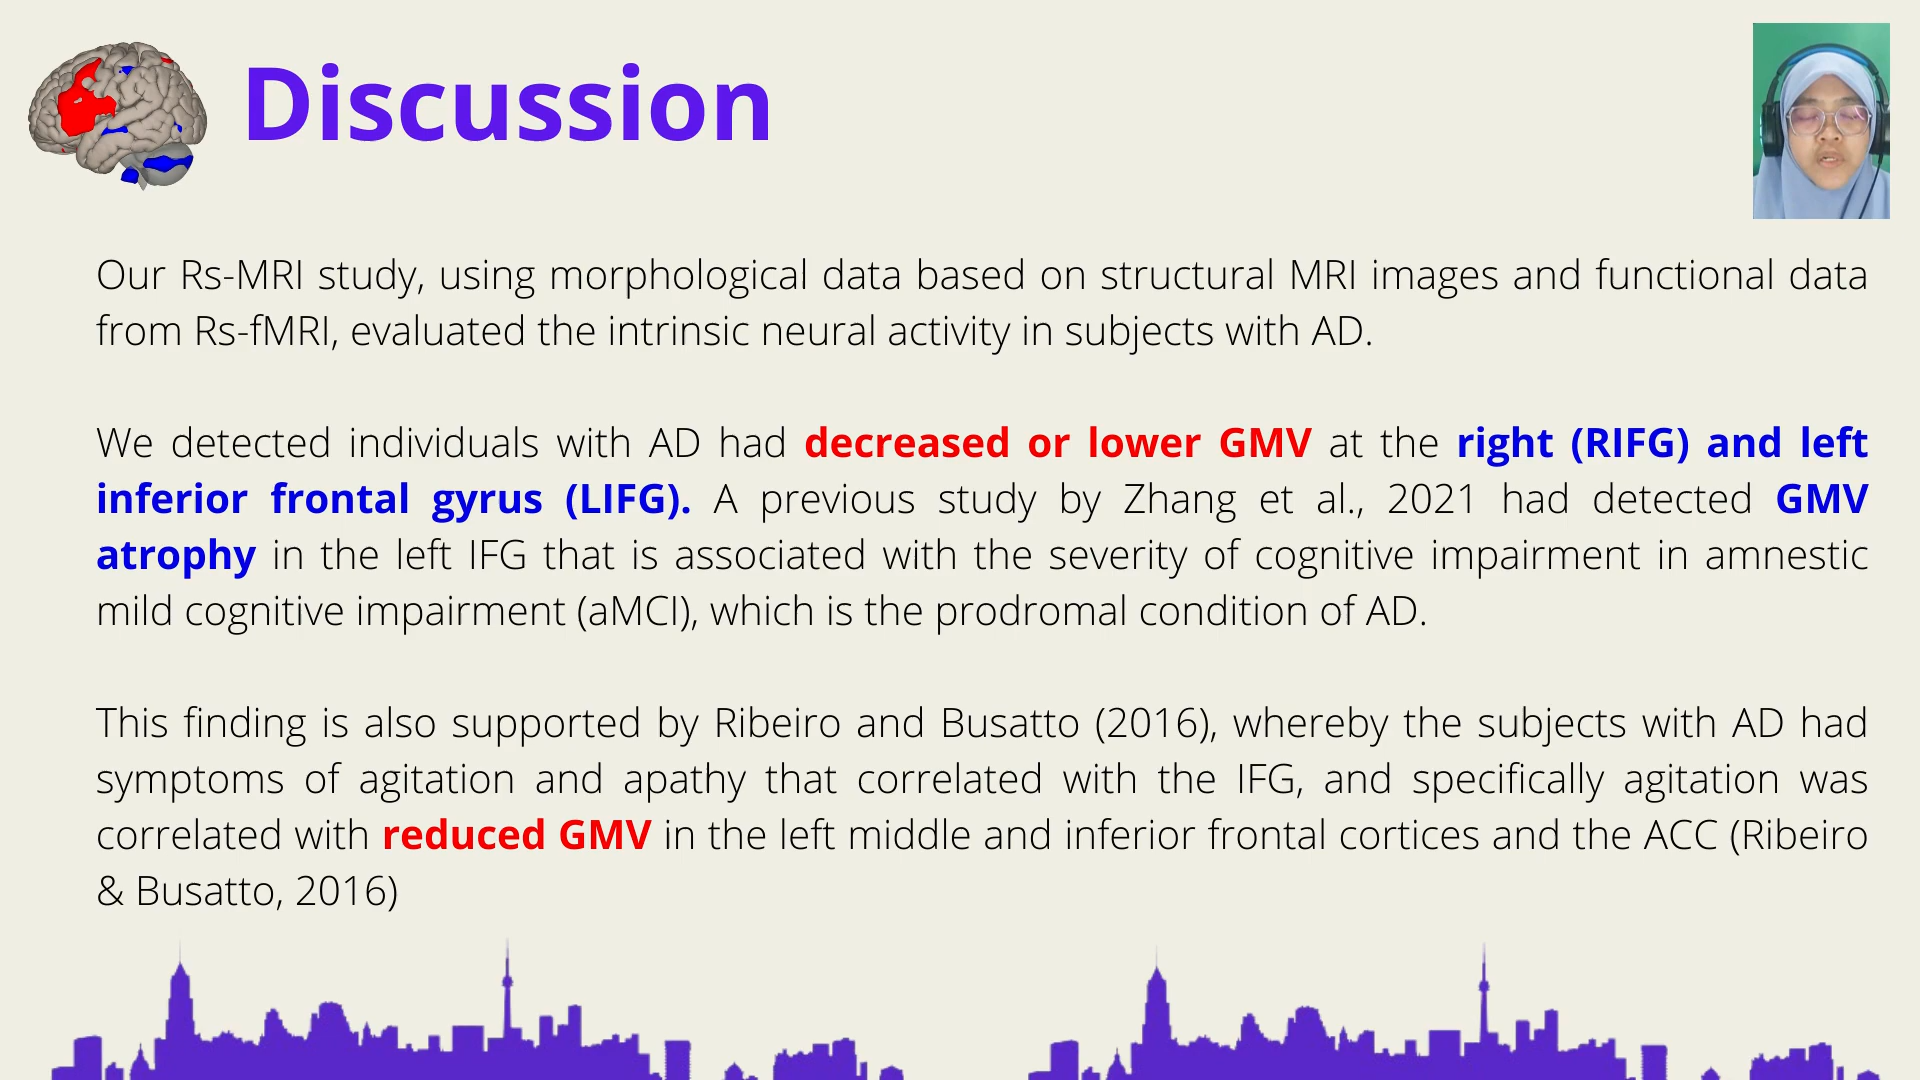 Discussion
Our Rs-MRI study, using morphological data based on structural MRI images and functional data
from Rs-fMRI, evaluated the intrinsic neural activity in subjects with AD.
We detected individuals with AD had decreased or lower GMV at the right (RIFG) and left
inferior frontal gyrus (LIFG). A previous study by Zhang et al., 2021 had detected GMV
atrophy in the left IFG that is associated with the severity of cognitive impairment in amnestic
mild cognitive impairment (aMCI), which is the prodromal condition of AD.
This finding is also supported by Ribeiro and Busatto (2016), whereby the subjects with AD had
symptoms of agitation and apathy that correlated with the IFG, and specifically agitation was
correlated with reduced GMV in the left middle and inferior frontal cortices and the ACC (Ribeiro
& Busatto, 2016)